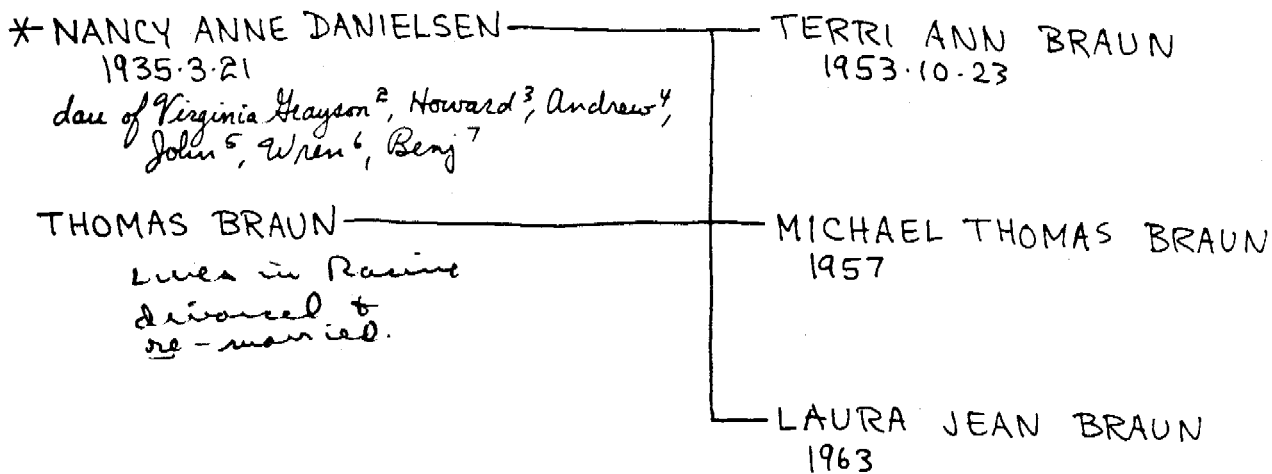 * NANCY ANNE DANIELSEN
1935·3·21
dau of Virginia Grayson², Howard³, Andrew⁴,
John⁵, Wren⁶, Benj⁷
THOMAS BRAUN
Lives in Racine
divorced &
re-married.
TERRI ANN BRAUN
1953·10·23
MICHAEL THOMAS BRAUN
1957
LAURA JEAN BRAUN
1963